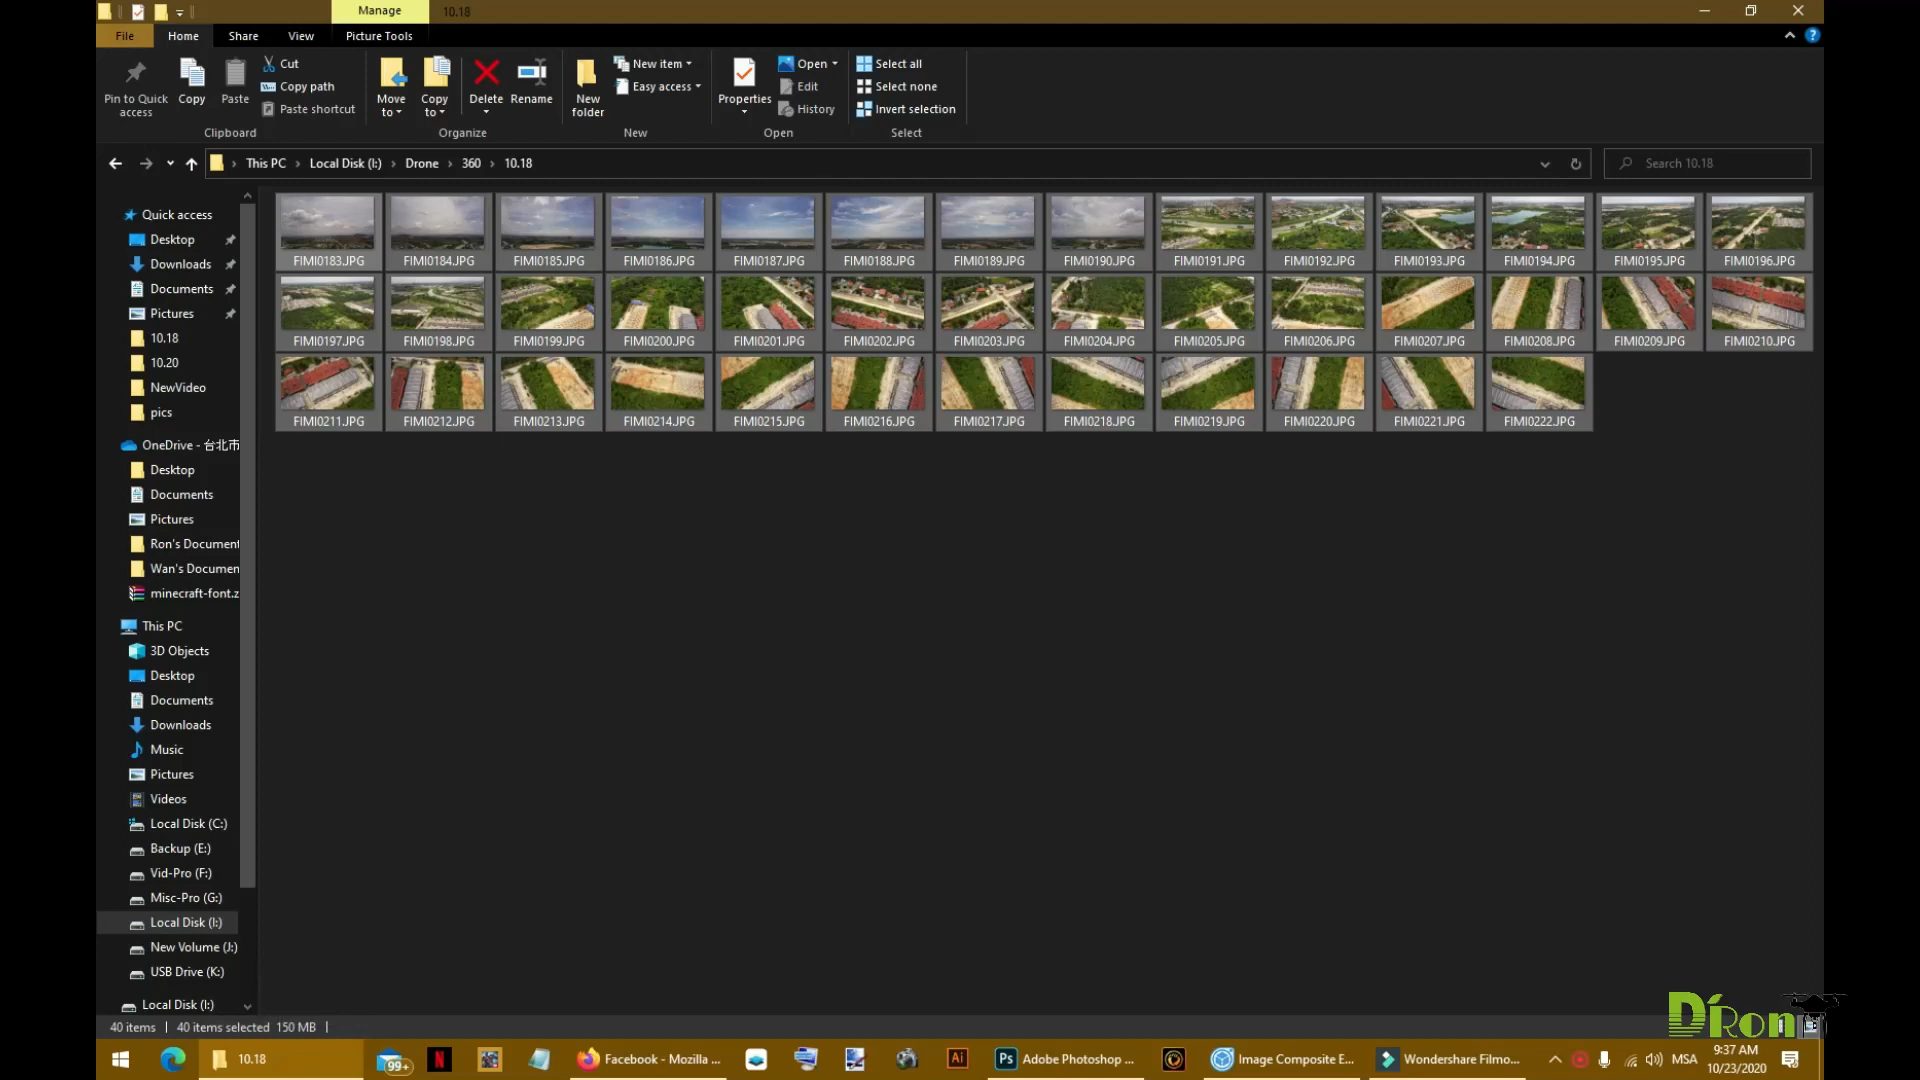 Manage
10.18
File
Home
Share
View
Picture Tools
Pin to Quick
access
Copy
Paste
Cut
Copy path
Paste shortcut
Clipboard
Move
to
Copy
to
Delete
Rename
Organize
New
folder
New item
Easy access
New
Properties
Open
Edit
History
Open
Select all
Select none
Invert selection
Select
This PC › Local Disk (I:) › Drone › 360 › 10.18
Search 10.18
Quick access
Desktop
Downloads
Documents
Pictures
10.18
10.20
NewVideo
pics
OneDrive - 台北市
Desktop
Documents
Pictures
Ron's Document
Wan's Documen
minecraft-font.z
This PC
3D Objects
Desktop
Documents
Downloads
Music
Pictures
Videos
Local Disk (C:)
Backup (E:)
Vid-Pro (F:)
Misc-Pro (G:)
Local Disk (I:)
New Volume (J:)
USB Drive (K:)
Local Disk (I:)
FIMI0183.JPG FIMI0184.JPG FIMI0185.JPG FIMI0186.JPG FIMI0187.JPG FIMI0188.JPG FIMI0189.JPG FIMI0190.JPG FIMI0191.JPG FIMI0192.JPG FIMI0193.JPG FIMI0194.JPG FIMI0195.JPG FIMI0196.JPG
FIMI0197.JPG FIMI0198.JPG FIMI0199.JPG FIMI0200.JPG FIMI0201.JPG FIMI0202.JPG FIMI0203.JPG FIMI0204.JPG FIMI0205.JPG FIMI0206.JPG FIMI0207.JPG FIMI0208.JPG FIMI0209.JPG FIMI0210.JPG
FIMI0211.JPG FIMI0212.JPG FIMI0213.JPG FIMI0214.JPG FIMI0215.JPG FIMI0216.JPG FIMI0217.JPG FIMI0218.JPG FIMI0219.JPG FIMI0220.JPG FIMI0221.JPG FIMI0222.JPG
40 items 40 items selected 150 MB
D'Ron
10.18
99+
N
Facebook - Mozilla ...
Ai
Ps
Adobe Photoshop ...
Image Composite E...
Wondershare Filmo...
MSA
9:37 AM
10/23/2020